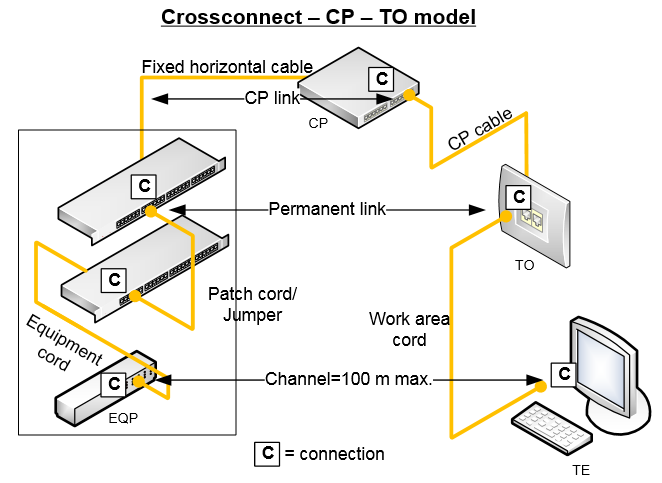 Crossconnect – CP – TO model
Fixed horizontal cable
C
CP link
CP
CP cable
C
C
Permanent link
TO
C
Patch cord/
Jumper
Equipment
cord
Work area
cord
C
Channel=100 m max.
C
EQP
C = connection
TE